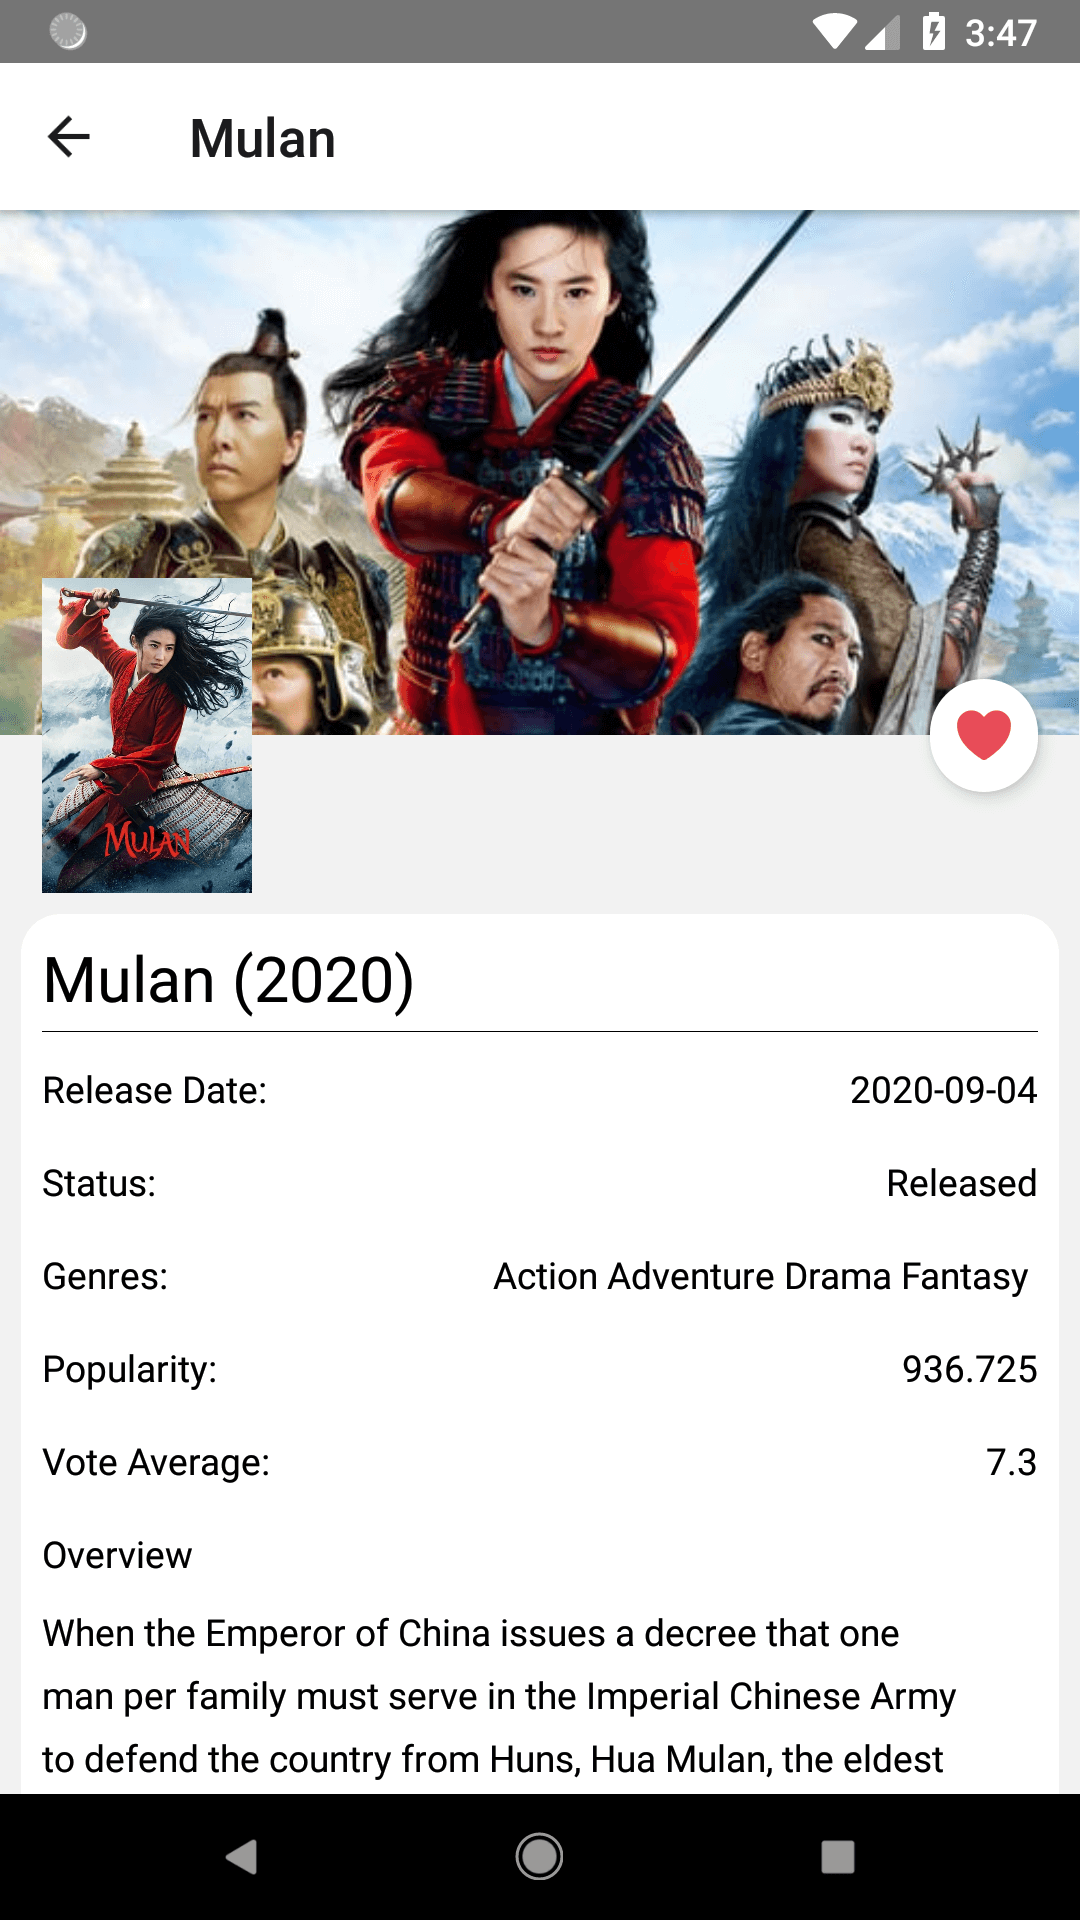 3:47
Mulan
MULAN
Mulan (2020)
Release Date: 2020-09-04
Status: Released
Genres: Action Adventure Drama Fantasy
Popularity: 936.725
Vote Average: 7.3
Overview
When the Emperor of China issues a decree that one
man per family must serve in the Imperial Chinese Army
to defend the country from Huns, Hua Mulan, the eldest